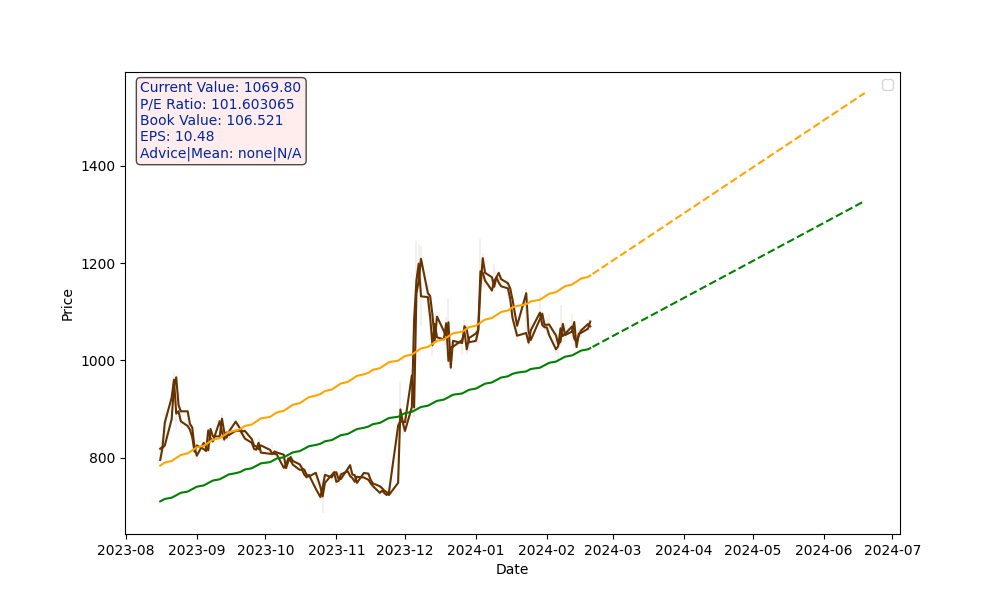 Current Value: 1069.80
P/E Ratio: 101.603065
Book Value: 106.521
EPS: 10.48
Advice|Mean: none|N/A
1400
1200
1000
800
Price
2023-08 2023-09 2023-10 2023-11 2023-12 2024-01 2024-02 2024-03 2024-04 2024-05 2024-06 2024-07
Date